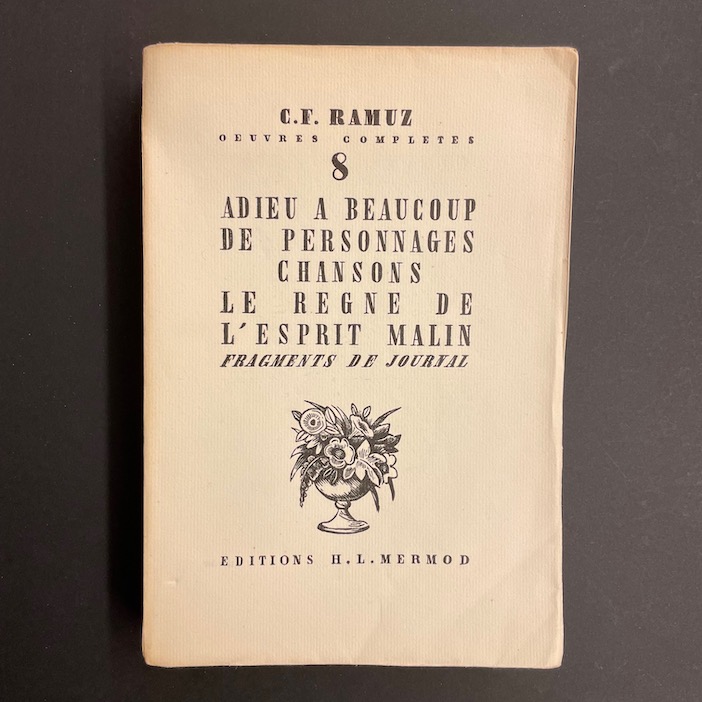 C.F. RAMUZ
OEUVRES COMPLETES
8
ADIEU A BEAUCOUP
DE PERSONNAGES
CHANSONS
LE REGNE DE
L'ESPRIT MALIN
FRAGMENTS DE JOURNAL
EDITIONS H.L.MERMOD